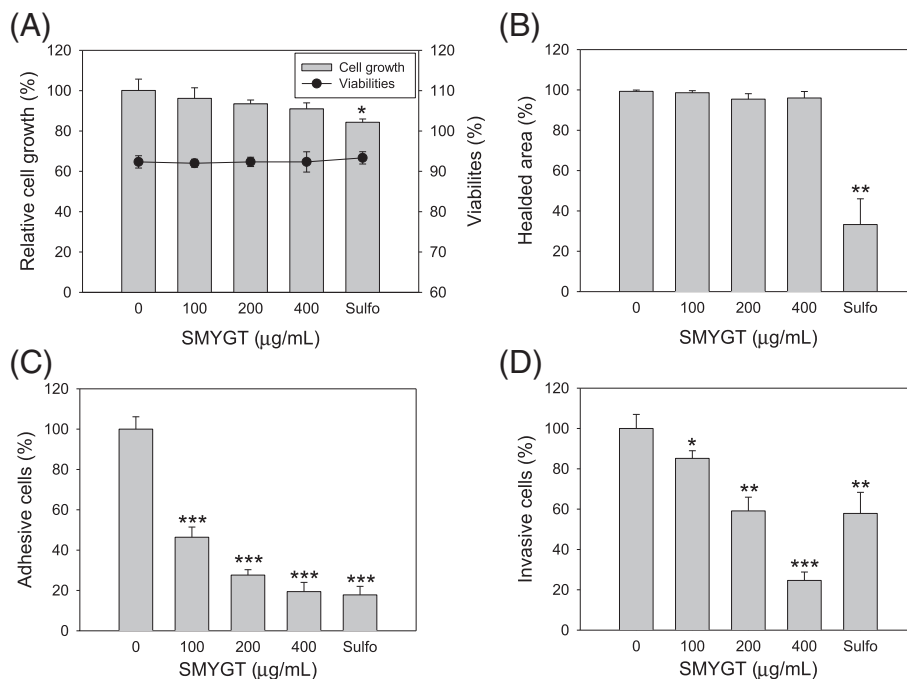 (A)
120
100
80
60
40
20
0
Relative cell growth (%)
Cell growth
Viabilities
*
120
110
100
90
80
70
60
Viabilites (%)
0 100 200 400 Sulfo
SMYGT (μg/mL)
(B)
120
100
80
60
40
20
0
Healded area (%)
**
0 100 200 400 Sulfo
SMYGT (μg/mL)
(C)
120
100
80
60
40
20
0
Adhesive cells (%)
*** *** *** ***
0 100 200 400 Sulfo
SMYGT (μg/mL)
(D)
120
100
80
60
40
20
0
Invasive cells (%)
* ** *** **
0 100 200 400 Sulfo
SMYGT (μg/mL)